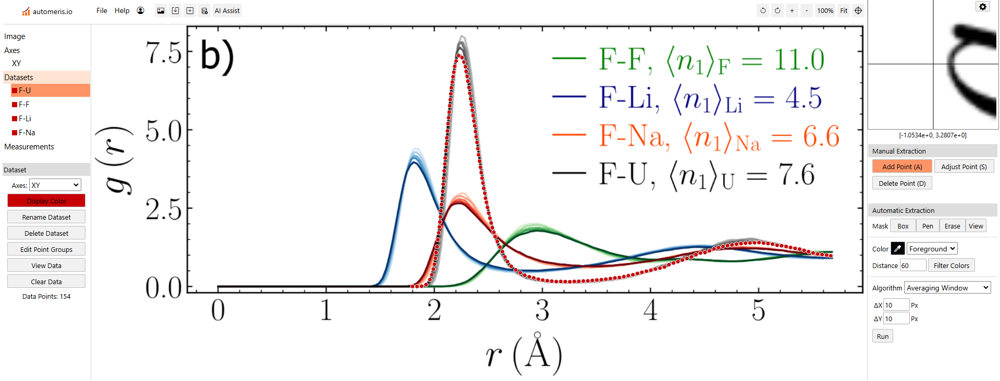 automeris.io
File Help AI Assist
+ - 100% Fit
Image
Axes
XY
Datasets
F-U
F-F
F-Li
F-Na
Measurements
Dataset
Axes: XY
Display Color
Rename Dataset
Delete Dataset
Edit Point Groups
View Data
Clear Data
Data Points: 154
b)
7.5
5.0
2.5
0.0
g (r)
0 1 2 3 4 5
r (Å)
F-F, ⟨n₁⟩F = 11.0
F-Li, ⟨n₁⟩Li = 4.5
F-Na, ⟨n₁⟩Na = 6.6
F-U, ⟨n₁⟩U = 7.6
[-1.0534e+0, 3.2807e+0]
Manual Extraction
Add Point (A) Adjust Point (S)
Delete Point (D)
Automatic Extraction
Mask Box Pen Erase View
Color Foreground
Distance 60 Filter Colors
Algorithm Averaging Window
ΔX 10 Px
ΔY 10 Px
Run